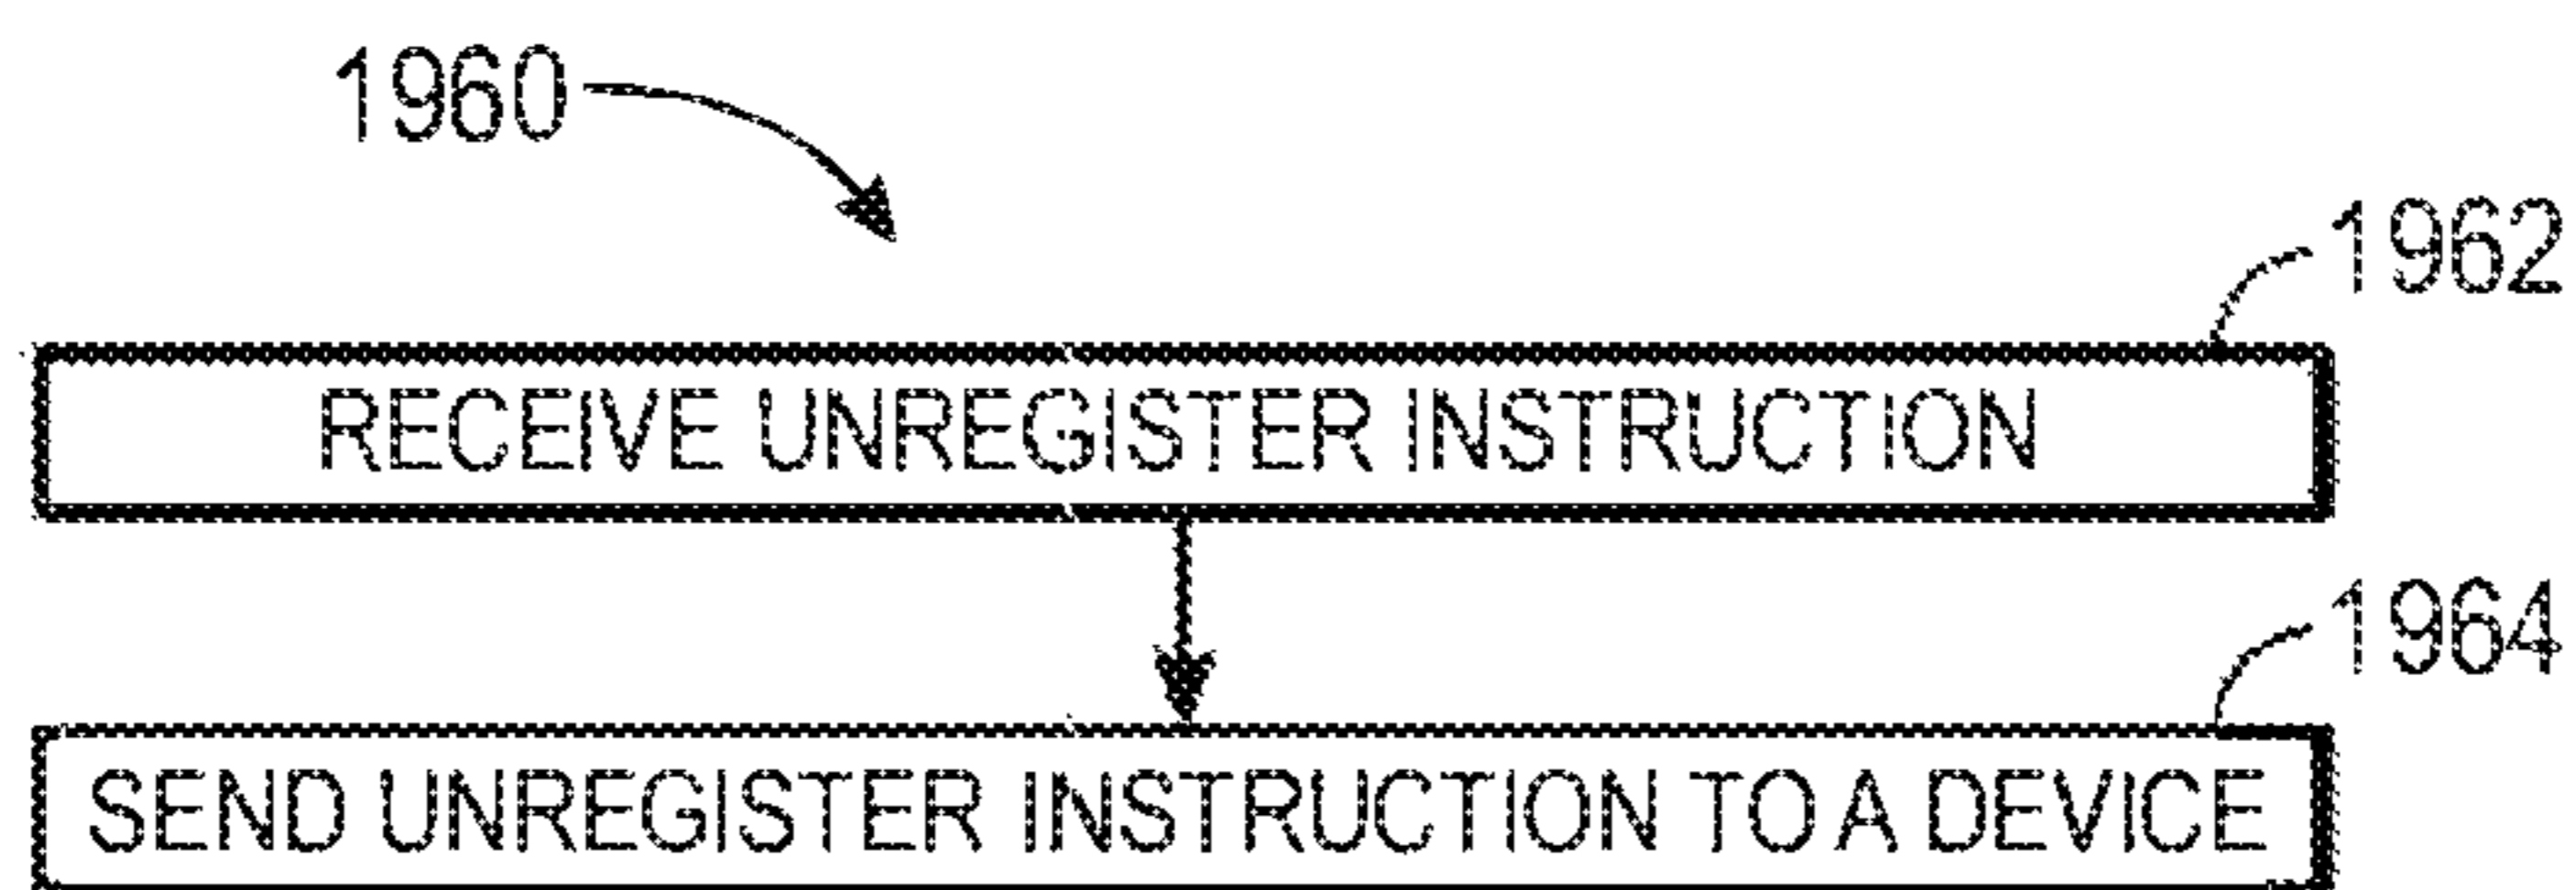 1960
1962
RECEIVE UNREGISTER INSTRUCTION
1964
SEND UNREGISTER INSTRUCTION TO A DEVICE